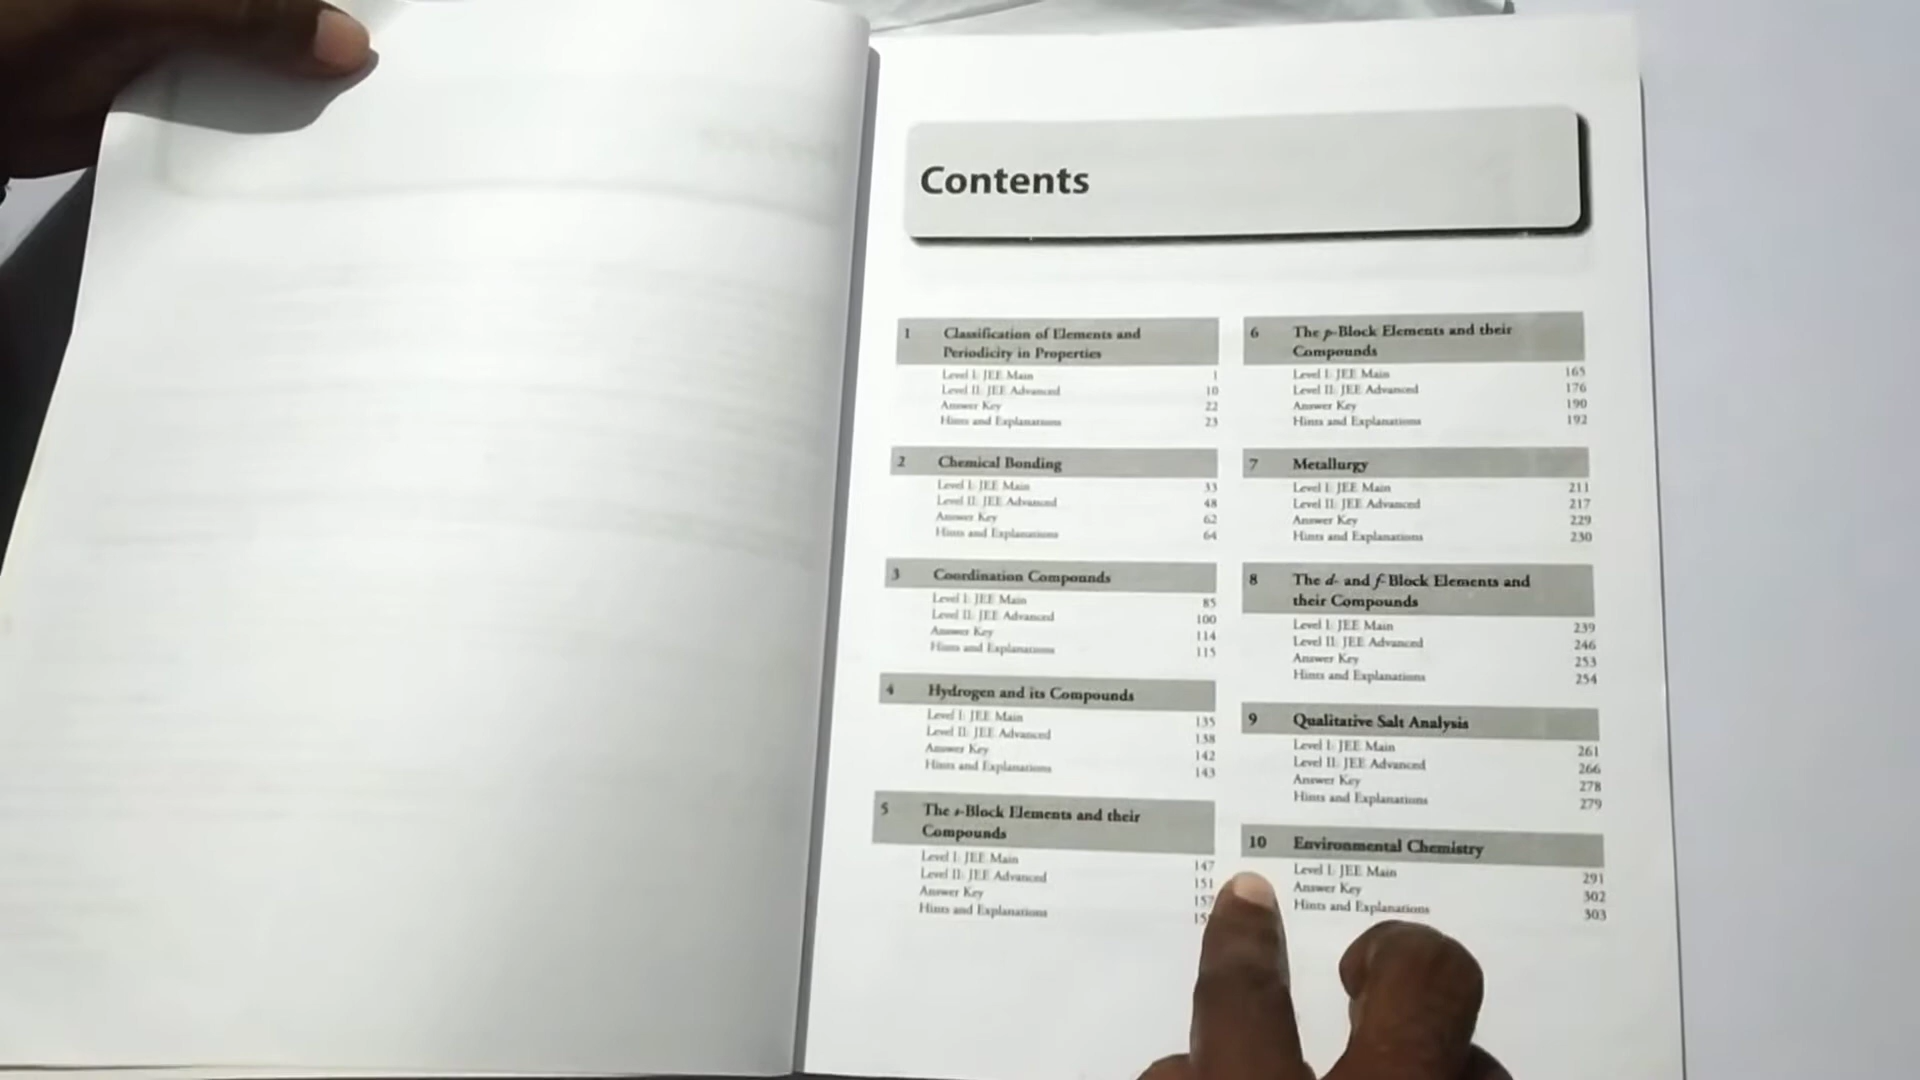 Contents
1 Classification of Elements and
Periodicity in Properties
Level I: JEE Main 1
Level II: JEE Advanced 10
Answer Key 22
Hints and Explanations 23
2 Chemical Bonding
Level I: JEE Main 33
Level II: JEE Advanced 48
Answer Key 62
Hints and Explanations 64
3 Coordination Compounds
Level I: JEE Main 85
Level II: JEE Advanced 100
Answer Key 114
Hints and Explanations 115
4 Hydrogen and its Compounds
Level I: JEE Main 135
Level II: JEE Advanced 138
Answer Key 142
Hints and Explanations 143
5 The s-Block Elements and their
Compounds
Level I: JEE Main 147
Level II: JEE Advanced 151
Answer Key 157
Hints and Explanations
6 The p-Block Elements and their
Compounds
Level I: JEE Main 165
Level II: JEE Advanced 176
Answer Key 190
Hints and Explanations 192
7 Metallurgy
Level I: JEE Main 211
Level II: JEE Advanced 217
Answer Key 229
Hints and Explanations 230
8 The d- and f-Block Elements and
their Compounds
Level I: JEE Main 239
Level II: JEE Advanced 246
Answer Key 253
Hints and Explanations 254
9 Qualitative Salt Analysis
Level I: JEE Main 261
Level II: JEE Advanced 266
Answer Key 278
Hints and Explanations 279
10 Environmental Chemistry
Level I: JEE Main 291
Answer Key 302
Hints and Explanations 303